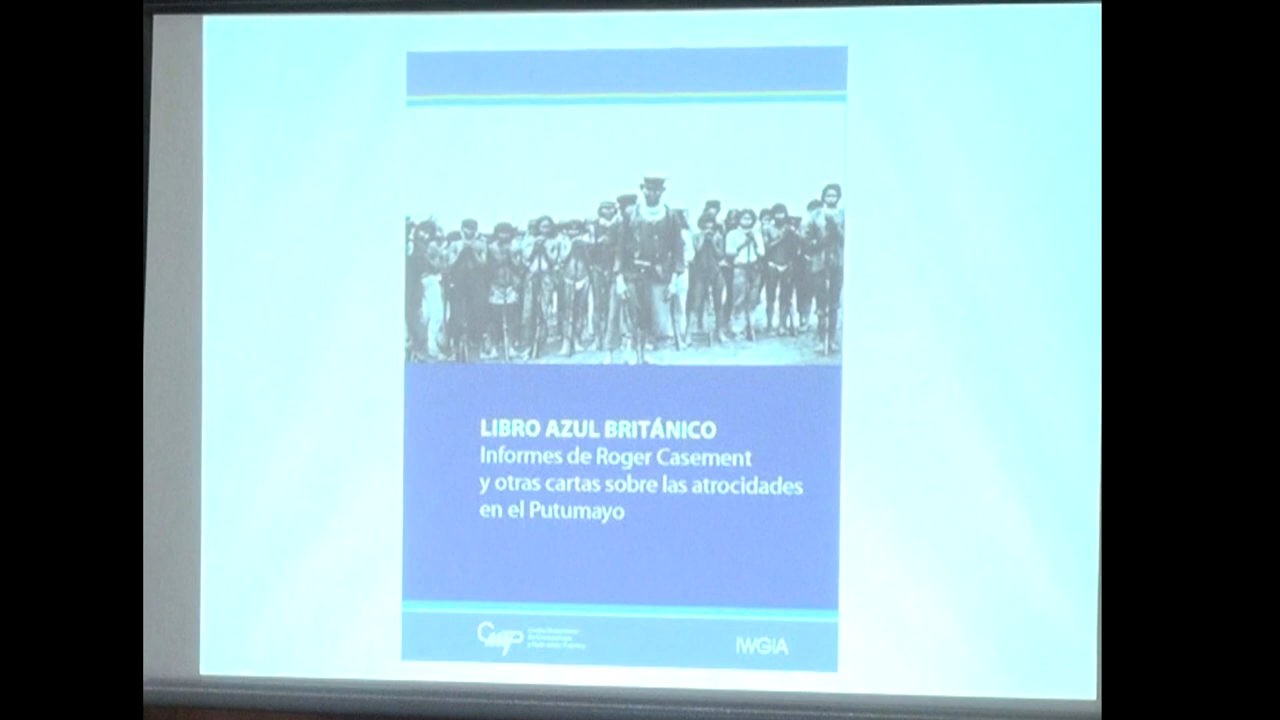 LIBRO AZUL BRITÁNICO
Informes de Roger Casement
y otras cartas sobre las atrocidades
en el Putumayo
IWGIA